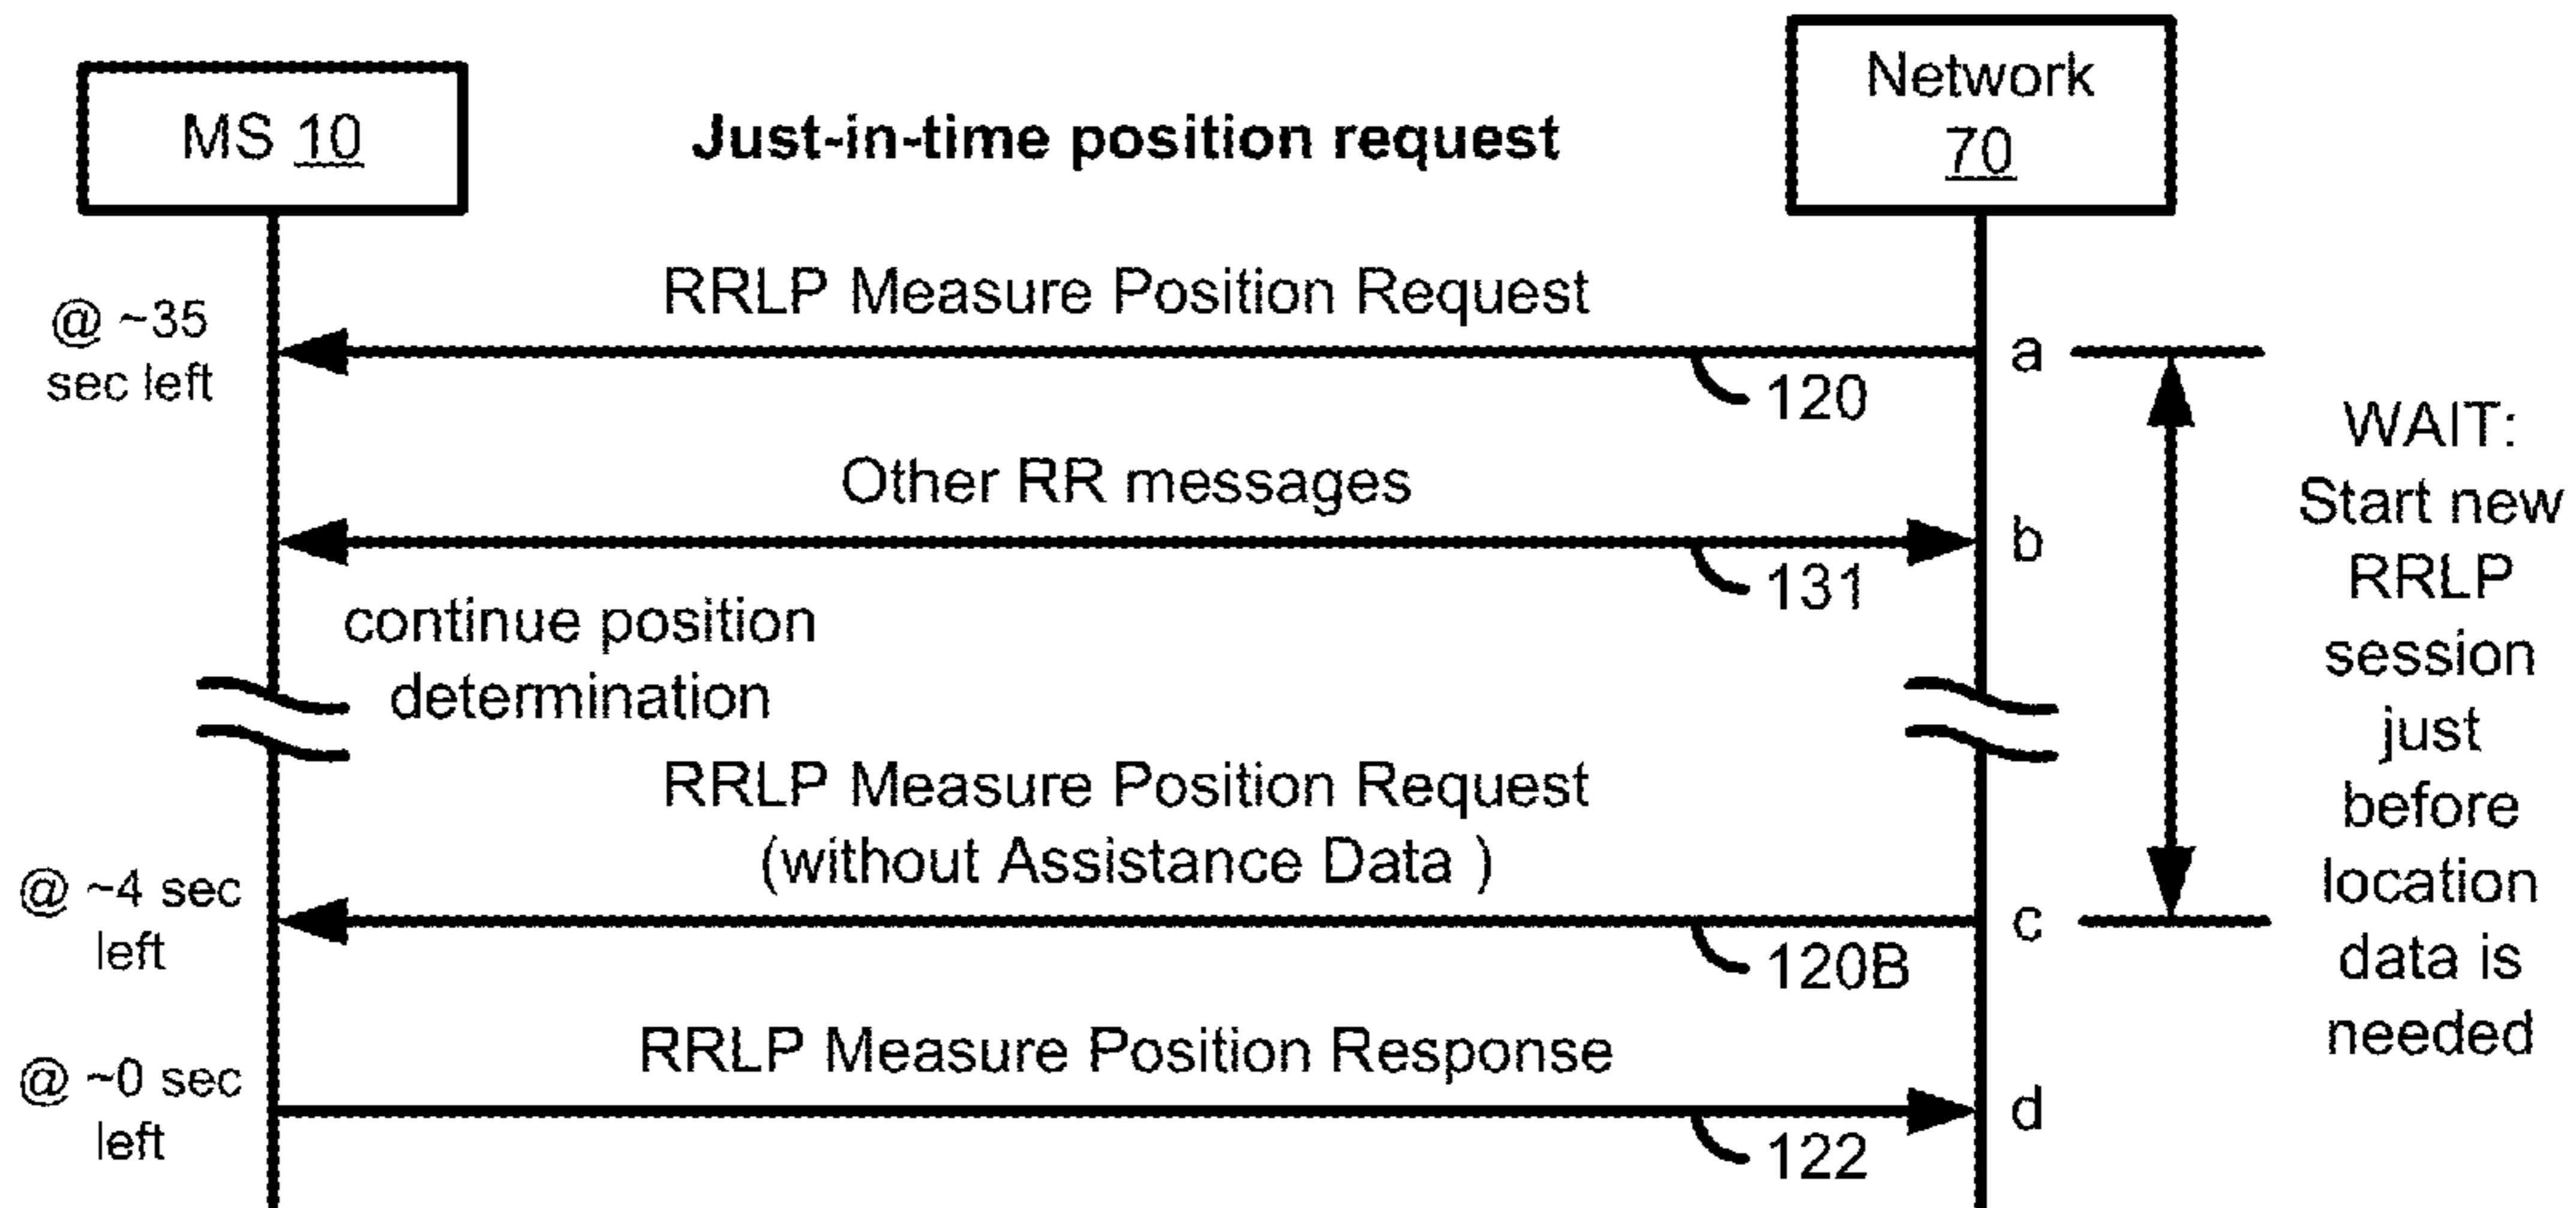 MS 10
Just-in-time position request
Network
70
RRLP Measure Position Request
@ ~35
sec left
a
120
WAIT:
Start new
RRLP
session
just
before
location
data is
needed
Other RR messages
b
131
continue position
determination
RRLP Measure Position Request
(without Assistance Data )
@ ~4 sec
left
c
120B
RRLP Measure Position Response
@ ~0 sec
left
d
122